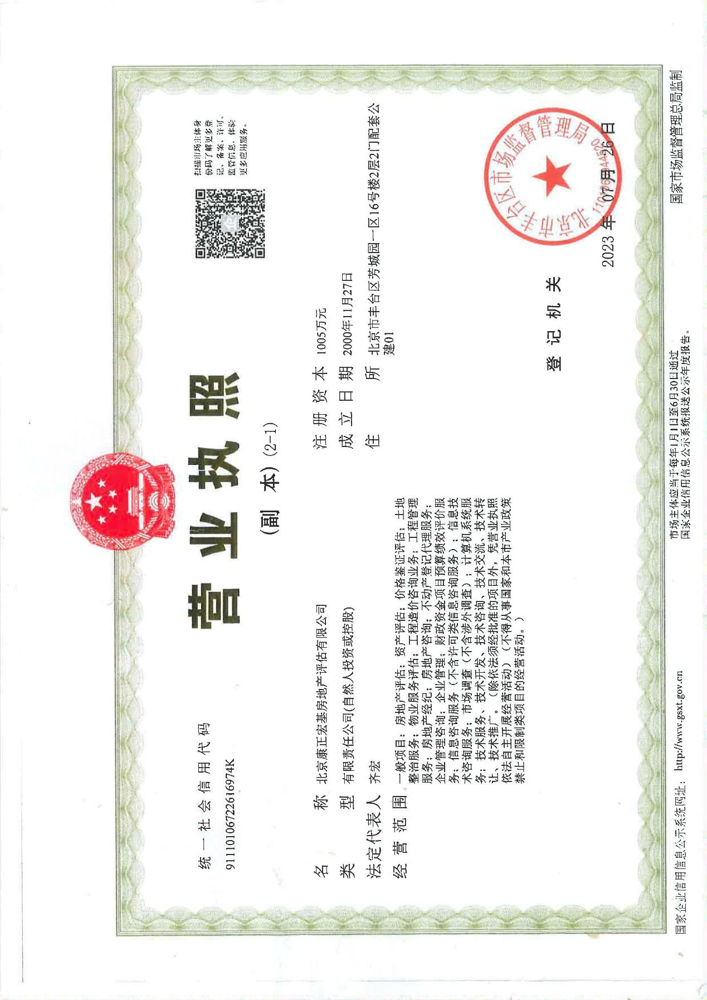 统一社会信用代码
91110106722616974K
营业执照
(副 本)(2-1)
扫描市场主体身
份码了解更多登
记、备案、许可、
监管信息、体验
更多应用服务。
名 称 北京康正宏基房地产评估有限公司
类 型 有限责任公司(自然人投资或控股)
法定代表人 齐宏
经营范围 一般项目：房地产评估；资产评估；价格鉴证评估；土地
整治服务；物业服务评估；工程造价咨询业务；工程管理
服务；房地产经纪；房地产咨询；不动产登记代理服务；
企业管理咨询；企业管理；财政资金项目预算绩效评价服
务；信息咨询服务（不含许可类信息咨询服务）；信息技
术咨询服务；市场调查（不含涉外调查）；计算机系统服
务；技术服务、技术开发、技术咨询、技术交流、技术转
让、技术推广。（除依法须经批准的项目外，凭营业执照
依法自主开展经营活动）（不得从事国家和本市产业政策
禁止和限制类项目的经营活动。）
注册资本 1005万元
成立日期 2000年11月27日
住 所 北京市丰台区芳城园一区16号楼2层2门配套公
建01
登记机关
北京市丰台区市场监督管理局
2023 年 07月 26日
国家企业信用信息公示系统网址： http://www.gsxt.gov.cn
市场主体应当于每年1月1日至6月30日通过
国家企业信用信息公示系统报送公示年度报告。
国家市场监督管理总局监制